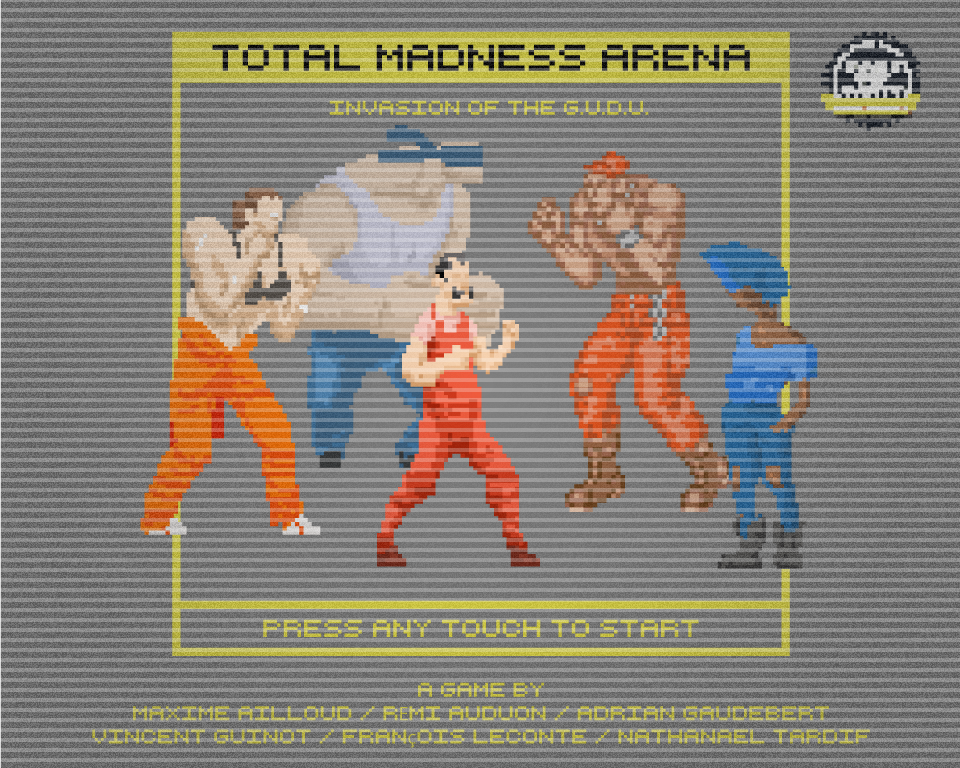 TOTAL MADNESS ARENA
INVASION OF THE G.U.D.U.
PRESS ANY TOUCH TO START
A GAME BY
MAXIME AILLOUD / RÉMI AUDUON / ADRIAN GAUDEBERT
VINCENT GUINOT / FRANçOIS LECONTE / NATHANAEL TARDIF